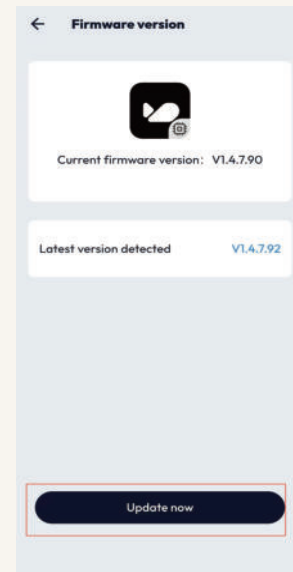 Firmware version
Current firmware version: V1.4.7.90
Latest version detected V1.4.7.92
Update now